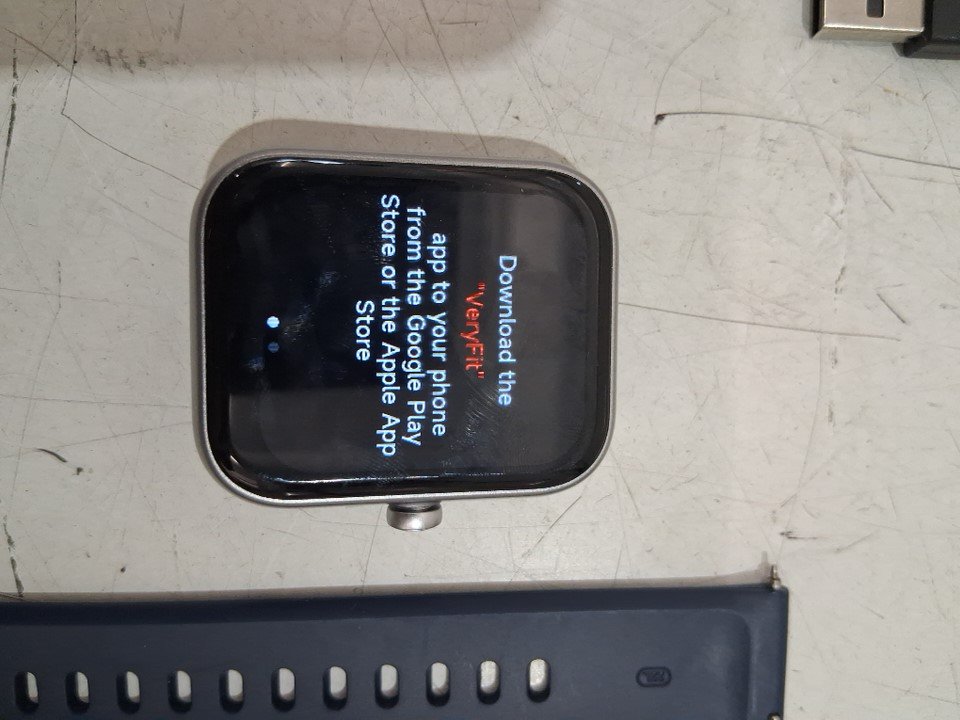 Download the
"VeryFit"
app to your phone
from the Google Play
Store or the Apple App
Store